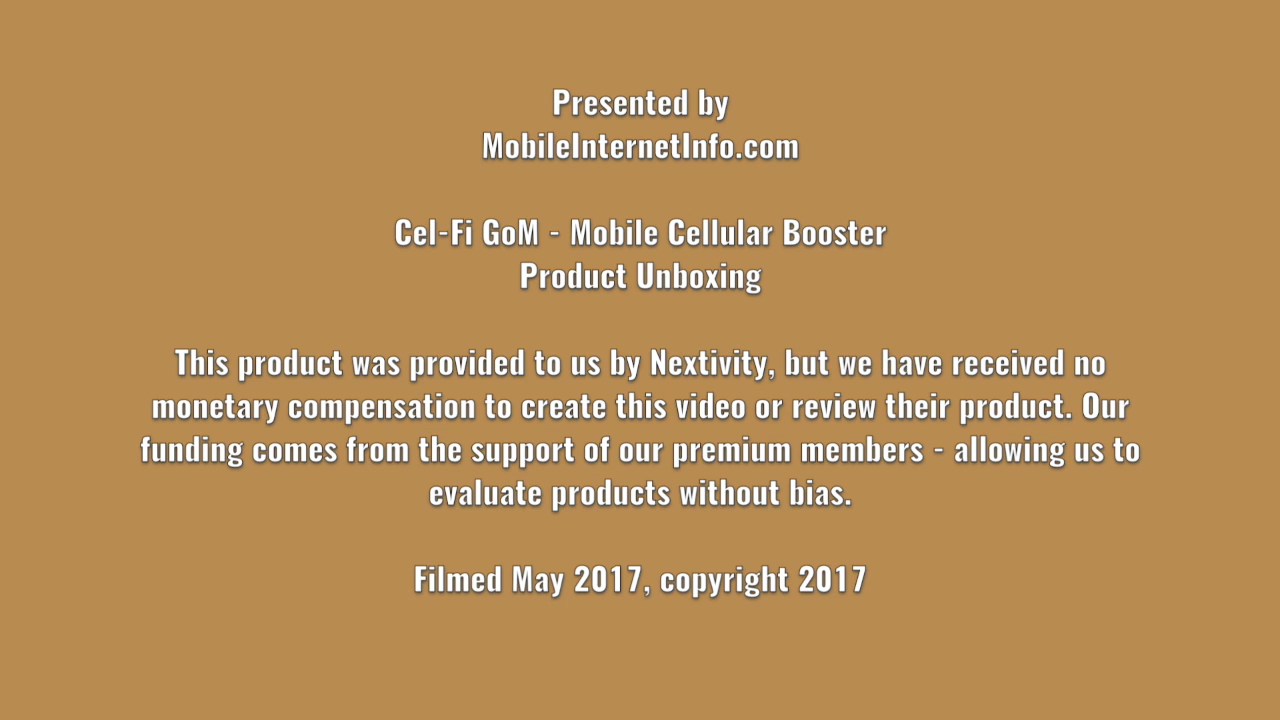 Presented by
MobileInternetInfo.com
Cel-Fi GoM - Mobile Cellular Booster
Product Unboxing
This product was provided to us by Nextivity, but we have received no
monetary compensation to create this video or review their product. Our
funding comes from the support of our premium members - allowing us to
evaluate products without bias.
Filmed May 2017, copyright 2017